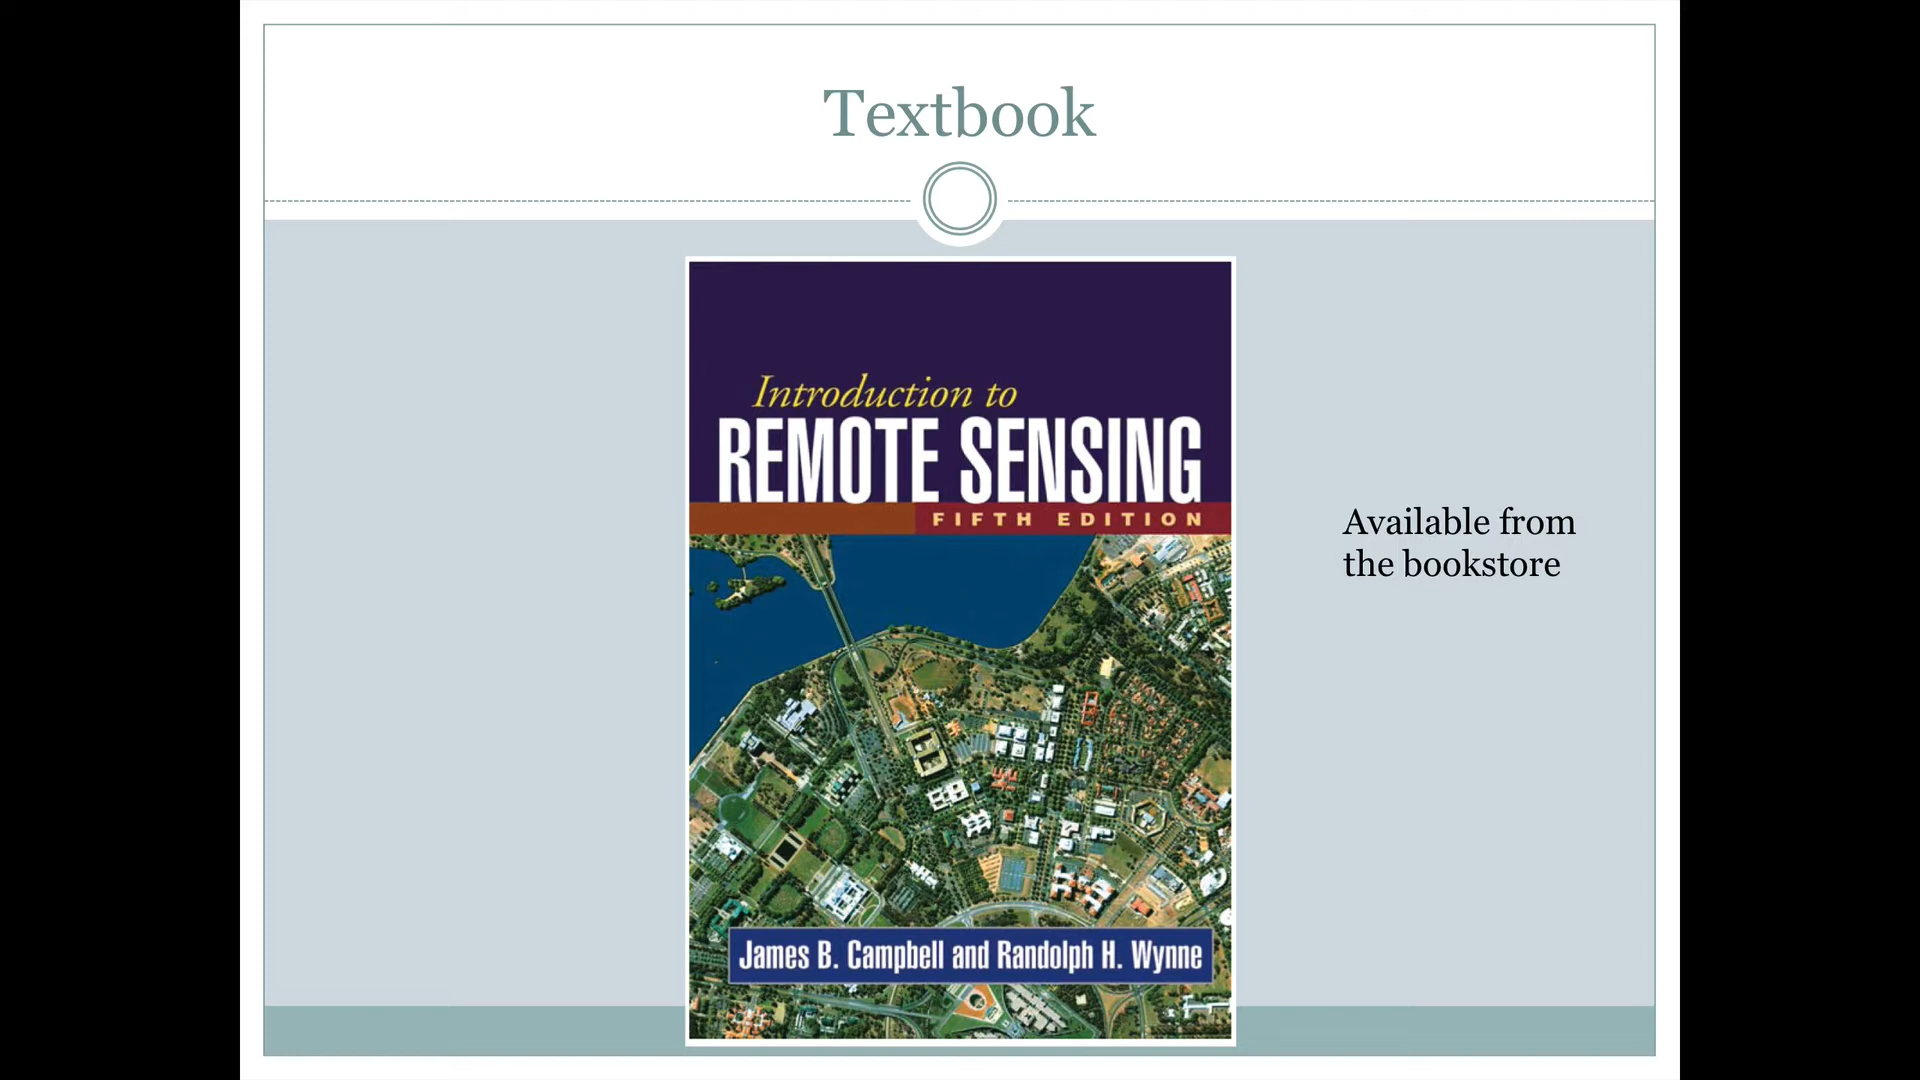 Textbook
Introduction to
REMOTE SENSING
FIFTH EDITION
Available from
the bookstore
James B. Campbell and Randolph H. Wynne